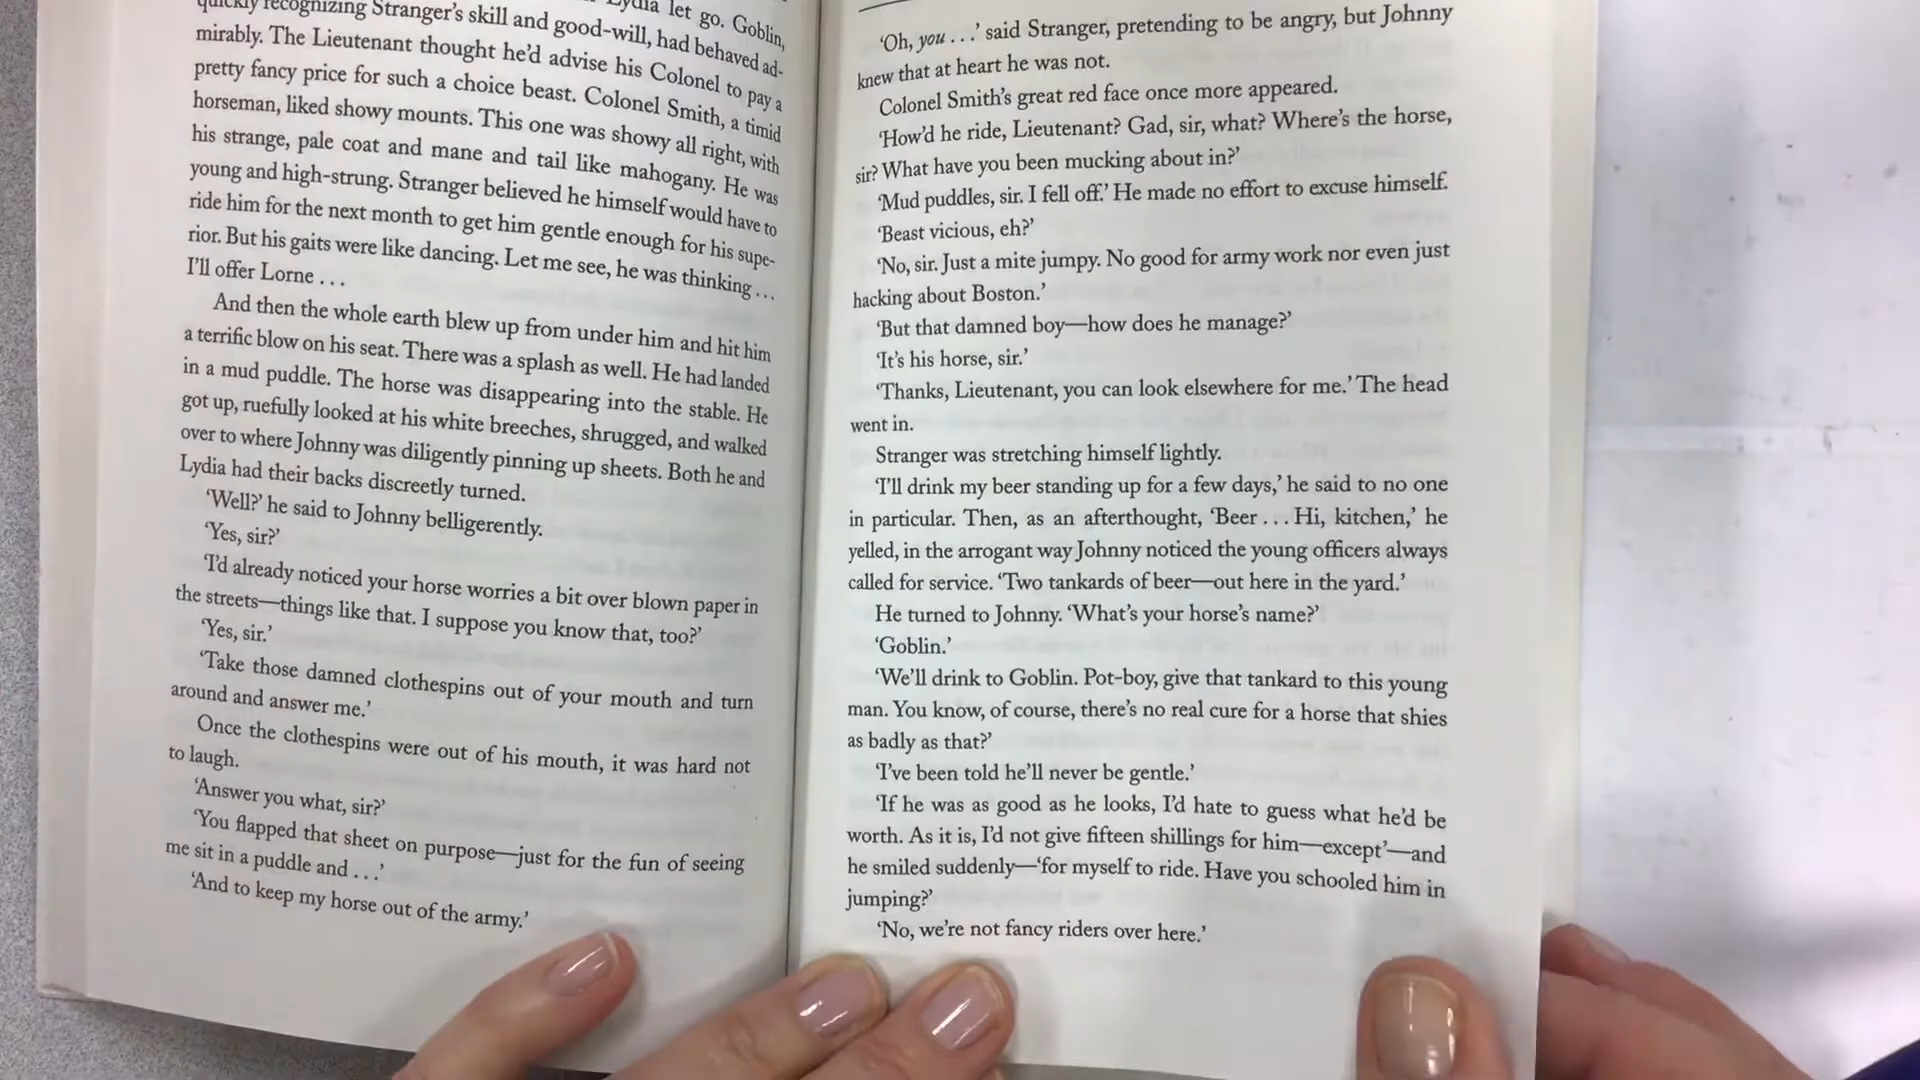 Lydia let go. Goblin,
quickly recognizing Stranger's skill and good-will, had behaved ad-
mirably. The Lieutenant thought he'd advise his Colonel to pay a
pretty fancy price for such a choice beast. Colonel Smith, a timid
horseman, liked showy mounts. This one was showy all right, with
his strange, pale coat and mane and tail like mahogany. He was
young and high-strung. Stranger believed he himself would have to
ride him for the next month to get him gentle enough for his supe-
rior. But his gaits were like dancing. Let me see, he was thinking...
I'll offer Lorne...
And then the whole earth blew up from under him and hit him
a terrific blow on his seat. There was a splash as well. He had landed
in a mud puddle. The horse was disappearing into the stable. He
got up, ruefully looked at his white breeches, shrugged, and walked
over to where Johnny was diligently pinning up sheets. Both he and
Lydia had their backs discreetly turned.
‘Well?’ he said to Johnny belligerently.
‘Yes, sir?’
‘I'd already noticed your horse worries a bit over blown paper in
the streets—things like that. I suppose you know that, too?’
‘Yes, sir.’
‘Take those damned clothespins out of your mouth and turn
around and answer me.’
Once the clothespins were out of his mouth, it was hard not
to laugh.
‘Answer you what, sir?’
‘You flapped that sheet on purpose—just for the fun of seeing
me sit in a puddle and...’
‘And to keep my horse out of the army.’
‘Oh, you...’ said Stranger, pretending to be angry, but Johnny
knew that at heart he was not.
Colonel Smith's great red face once more appeared.
‘How'd he ride, Lieutenant? Gad, sir, what? Where's the horse,
sir? What have you been mucking about in?’
‘Mud puddles, sir. I fell off.’ He made no effort to excuse himself.
‘Beast vicious, eh?’
‘No, sir. Just a mite jumpy. No good for army work nor even just
hacking about Boston.’
‘But that damned boy—how does he manage?’
‘It's his horse, sir.’
‘Thanks, Lieutenant, you can look elsewhere for me.’ The head
went in.
Stranger was stretching himself lightly.
‘I'll drink my beer standing up for a few days,’ he said to no one
in particular. Then, as an afterthought, ‘Beer... Hi, kitchen,’ he
yelled, in the arrogant way Johnny noticed the young officers always
called for service. ‘Two tankards of beer—out here in the yard.’
He turned to Johnny. ‘What's your horse's name?’
‘Goblin.’
‘We'll drink to Goblin. Pot-boy, give that tankard to this young
man. You know, of course, there's no real cure for a horse that shies
as badly as that?’
‘I've been told he'll never be gentle.’
‘If he was as good as he looks, I'd hate to guess what he'd be
worth. As it is, I'd not give fifteen shillings for him—except’—and
he smiled suddenly—‘for myself to ride. Have you schooled him in
jumping?’
‘No, we're not fancy riders over here.’